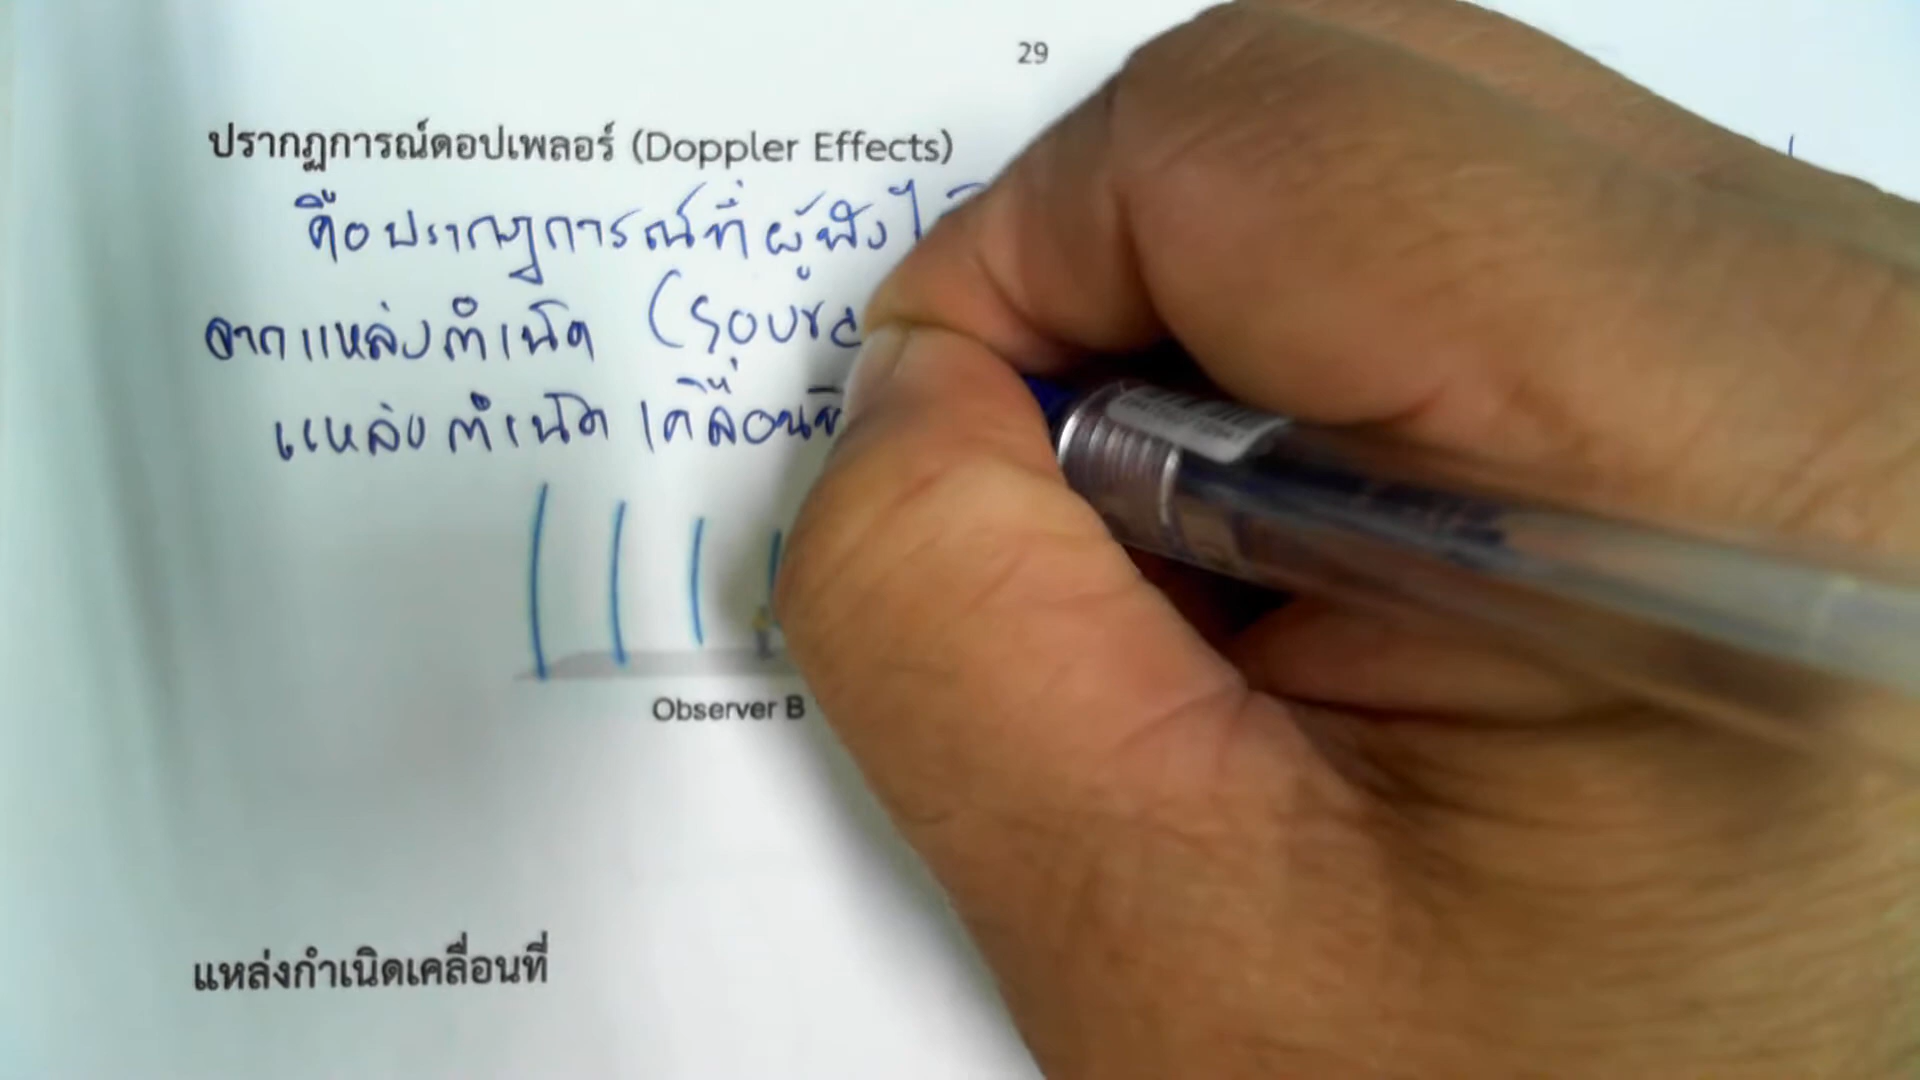 29
ปรากฏการณ์ดอปเพลอร์ (Doppler Effects)
คือปรากฏการณ์ที่ ผู้ฟัง
จากแหล่งกำเนิด (Sourc
แหล่งกำเนิด เคลื่อน
Observer B
แหล่งกำเนิดเคลื่อนที่